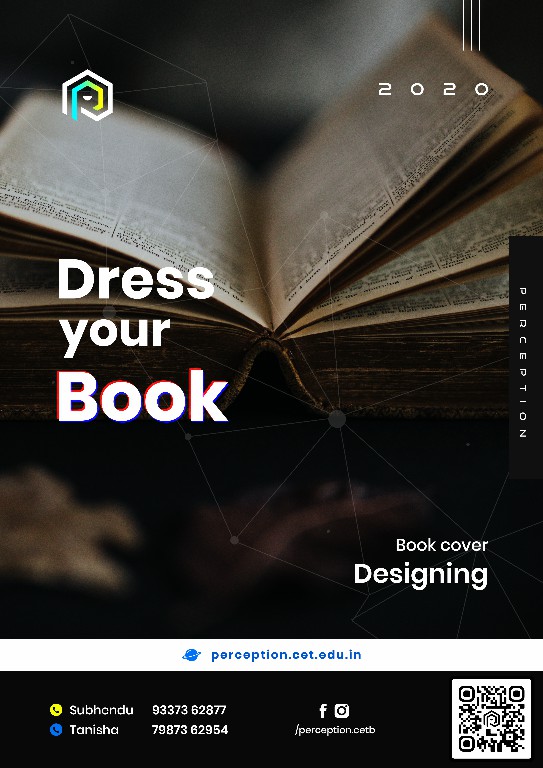 2020
Dress
your
Book
PERCEPTION
Book cover
Designing
perception.cet.edu.in
Subhendu 93373 62877
Tanisha 79873 62954
/perception.cetb